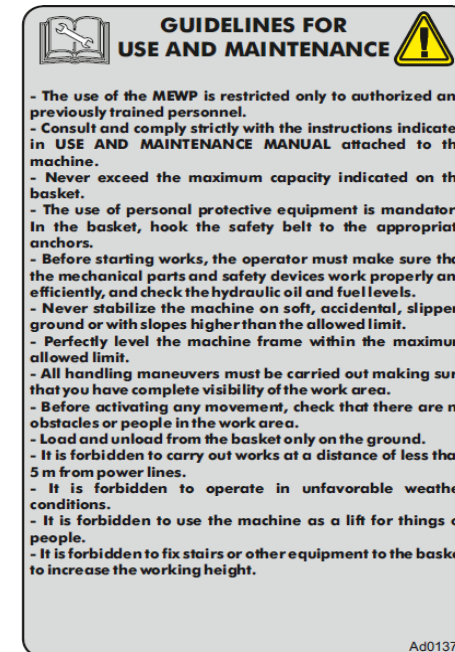 GUIDELINES FOR
USE AND MAINTENANCE
- The use of the MEWP is restricted only to authorized an
previously trained personnel.
- Consult and comply strictly with the instructions indicate
in USE AND MAINTENANCE MANUAL attached to th
machine.
- Never exceed the maximum capacity indicated on th
basket.
- The use of personal protective equipment is mandator
In the basket, hook the safety belt to the appropriat
anchors.
- Before starting works, the operator must make sure tha
the mechanical parts and safety devices work properly an
efficiently, and check the hydraulic oil and fuel levels.
- Never stabilize the machine on soft, accidental, slipper
ground or with slopes higher than the allowed limit.
- Perfectly level the machine frame within the maximum
allowed limit.
- All handling maneuvers must be carried out making sur
that you have complete visibility of the work area.
- Before activating any movement, check that there are n
obstacles or people in the work area.
- Load and unload from the basket only on the ground.
- It is forbidden to carry out works at a distance of less tha
5 m from power lines.
- It is forbidden to operate in unfavorable weathe
conditions.
- It is forbidden to use the machine as a lift for things o
people.
- It is forbidden to fix stairs or other equipment to the baske
to increase the working height.
Ad0137